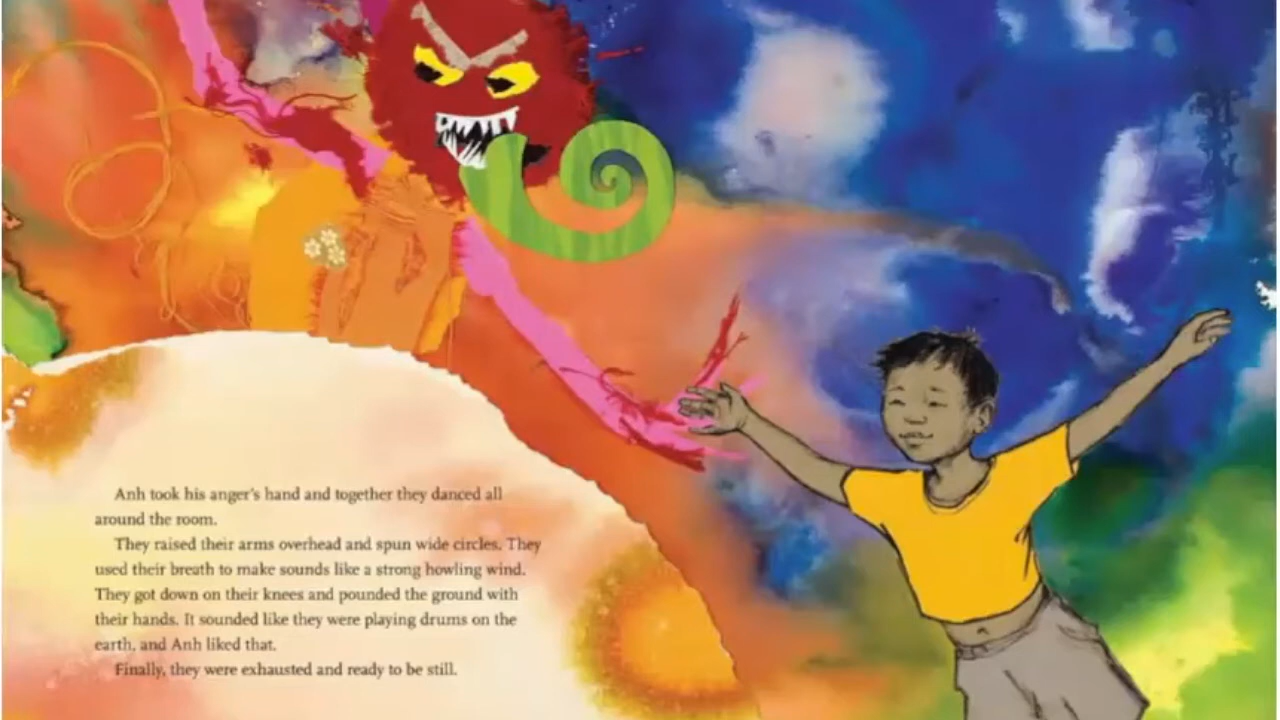 Anh took his anger's hand and together they danced all
around the room.
They raised their arms overhead and spun wide circles. They
used their breath to make sounds like a strong howling wind.
They got down on their knees and pounded the ground with
their hands. It sounded like they were playing drums on the
earth, and Anh liked that.
Finally, they were exhausted and ready to be still.